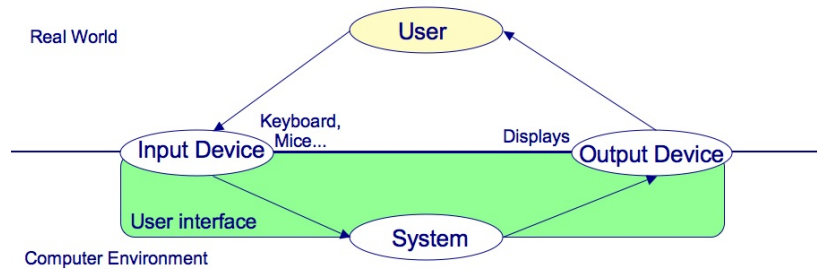 User
Real World
Keyboard,
Mice...
Displays
Input Device
Output Device
User interface
System
Computer Environment